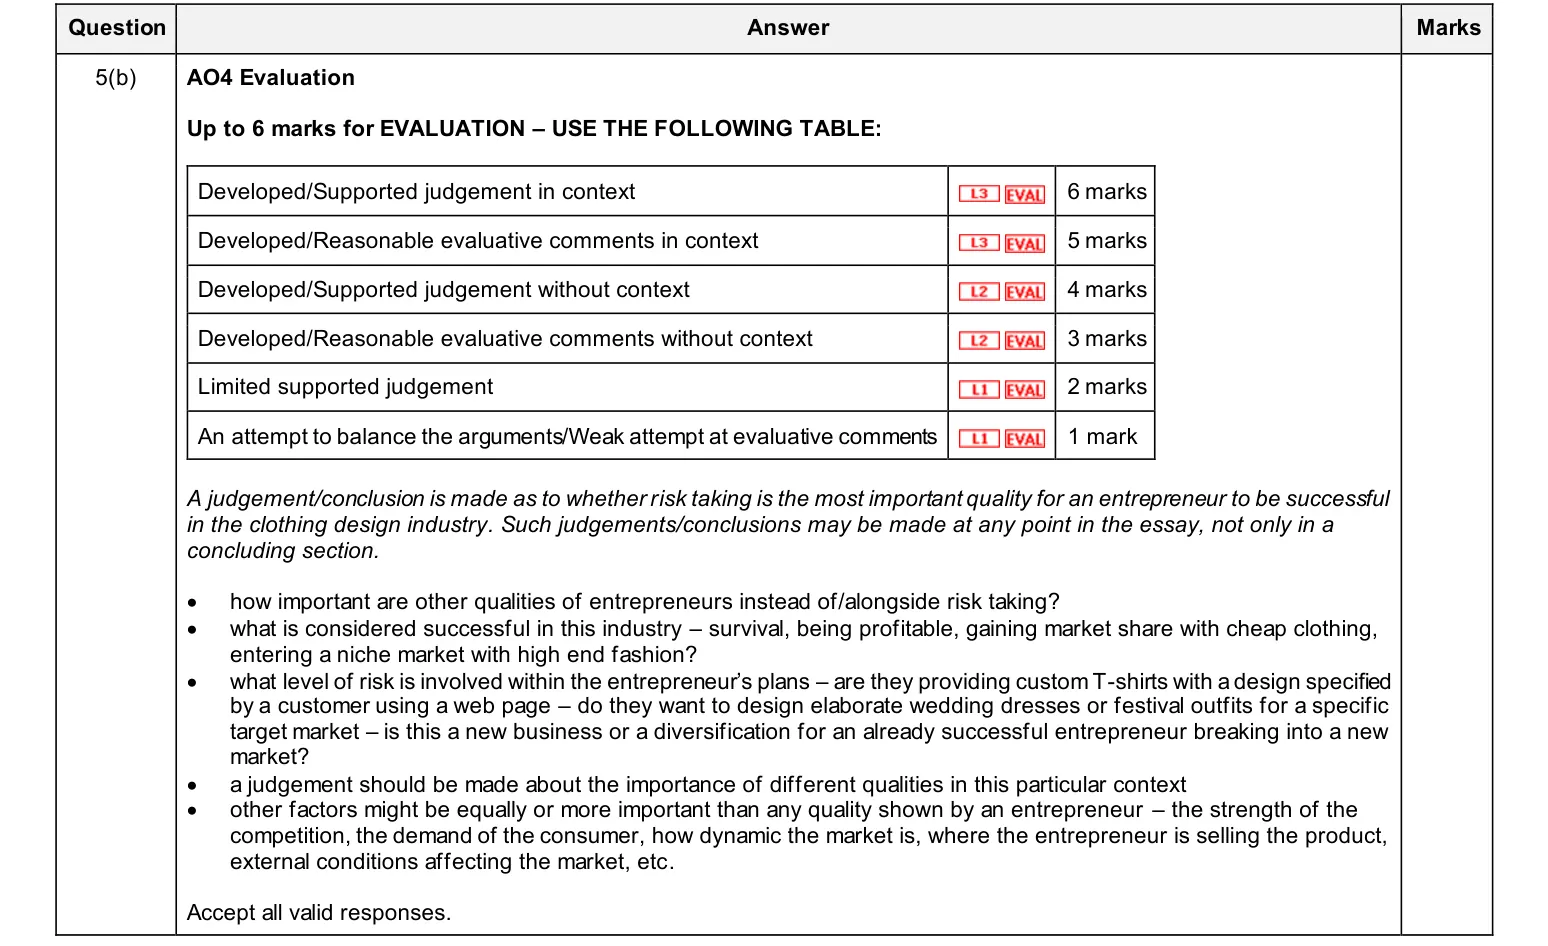 Question Answer Marks
5(b) AO4 Evaluation
Up to 6 marks for EVALUATION – USE THE FOLLOWING TABLE:
Developed/Supported judgement in context L3 EVAL 6 marks
Developed/Reasonable evaluative comments in context L3 EVAL 5 marks
Developed/Supported judgement without context L2 EVAL 4 marks
Developed/Reasonable evaluative comments without context L2 EVAL 3 marks
Limited supported judgement L1 EVAL 2 marks
An attempt to balance the arguments/Weak attempt at evaluative comments L1 EVAL 1 mark
A judgement/conclusion is made as to whether risk taking is the most important quality for an entrepreneur to be successful
in the clothing design industry. Such judgements/conclusions may be made at any point in the essay, not only in a
concluding section.
• how important are other qualities of entrepreneurs instead of/alongside risk taking?
• what is considered successful in this industry – survival, being profitable, gaining market share with cheap clothing,
entering a niche market with high end fashion?
• what level of risk is involved within the entrepreneur's plans – are they providing custom T-shirts with a design specified
by a customer using a web page – do they want to design elaborate wedding dresses or festival outfits for a specific
target market – is this a new business or a diversification for an already successful entrepreneur breaking into a new
market?
• a judgement should be made about the importance of different qualities in this particular context
• other factors might be equally or more important than any quality shown by an entrepreneur – the strength of the
competition, the demand of the consumer, how dynamic the market is, where the entrepreneur is selling the product,
external conditions affecting the market, etc.
Accept all valid responses.